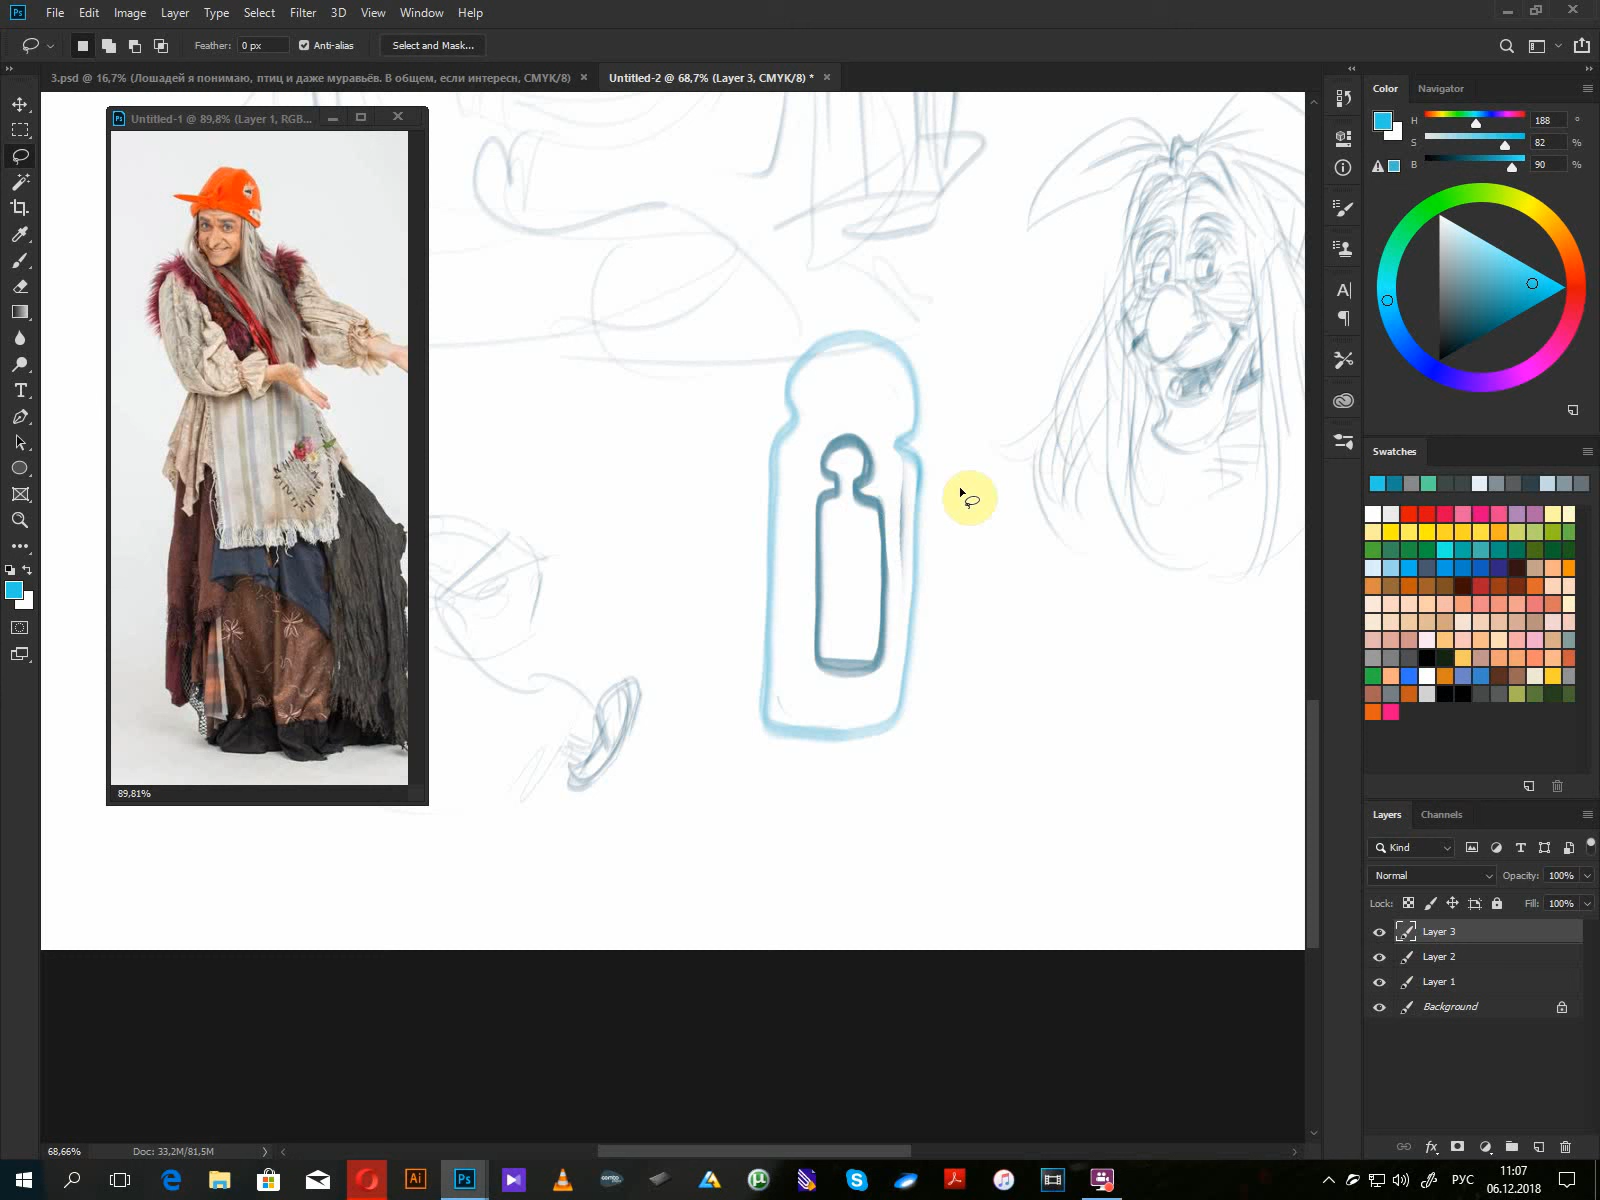 Ps File Edit Image Layer Type Select Filter 3D View Window Help
Feather: 0 px Anti-alias Select and Mask...
3.psd @ 16,7% (Лошадей я понимаю, птиц и даже муравьёв. В общем, если интересн, CMYK/8) × Untitled-2 @ 68,7% (Layer 3, CMYK/8) * ×
Untitled-1 @ 89,8% (Layer 1, RGB...
89,81%
Color Navigator
H 188 °
S 82 %
B 90 %
Swatches
Layers Channels
Kind
Normal Opacity: 100%
Lock: Fill: 100%
Layer 3
Layer 2
Layer 1
Background
68,66% Doc: 33,2M/81,5M
Ai Ps РУС 11:07
06.12.2018